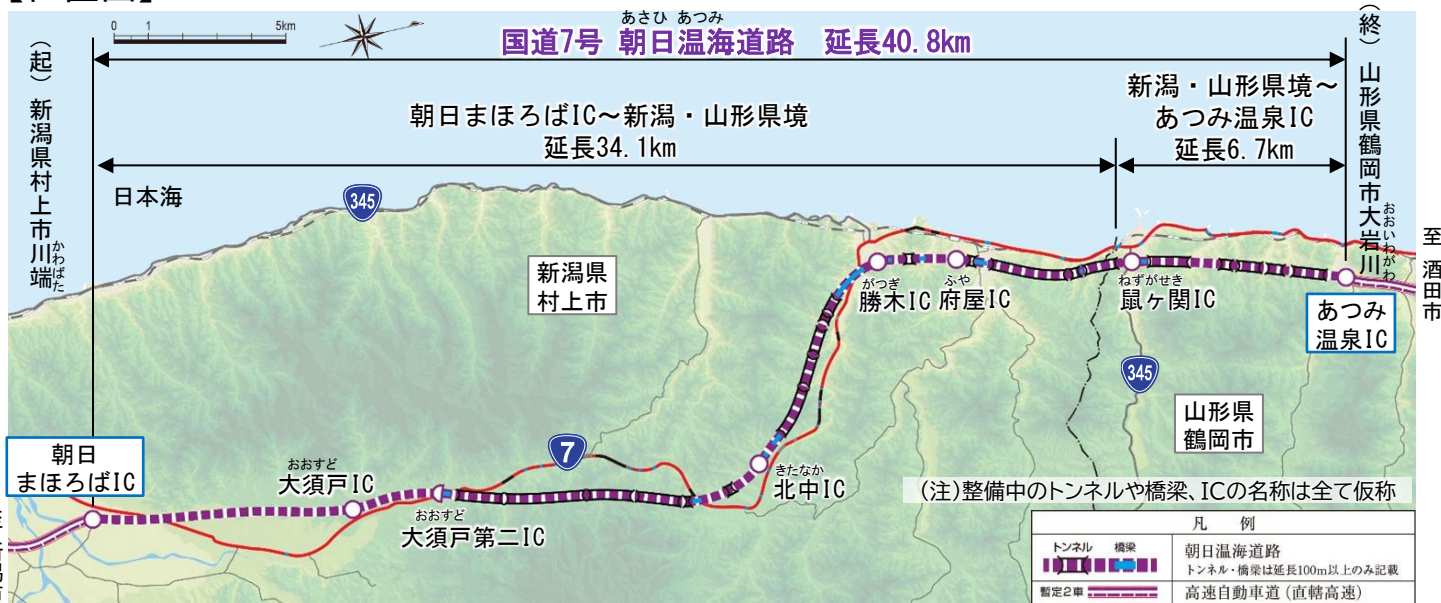 0 1 5km
あさひ あつみ
国道7号 朝日温海道路 延長40.8km
(起)新潟県村上市川端
かわばた
(終)山形県鶴岡市大岩川
おおいわがわ
朝日まほろばIC～新潟・山形県境
延長34.1km
新潟・山形県境～
あつみ温泉IC
延長6.7km
日本海
345
至 酒田市
新潟県
村上市
がつぎ
勝木IC
ふや
府屋IC
ねずがせき
鼠ヶ関IC
あつみ
温泉IC
345
山形県
鶴岡市
7
朝日
まほろばIC
おおすど
大須戸IC
おおすど
大須戸第二IC
きたなか
北中IC
(注)整備中のトンネルや橋梁、ICの名称は全て仮称
凡 例
トンネル 橋梁
朝日温海道路
トンネル・橋梁は延長100m以上のみ記載
暫定2車
高速自動車道(直轄高速)